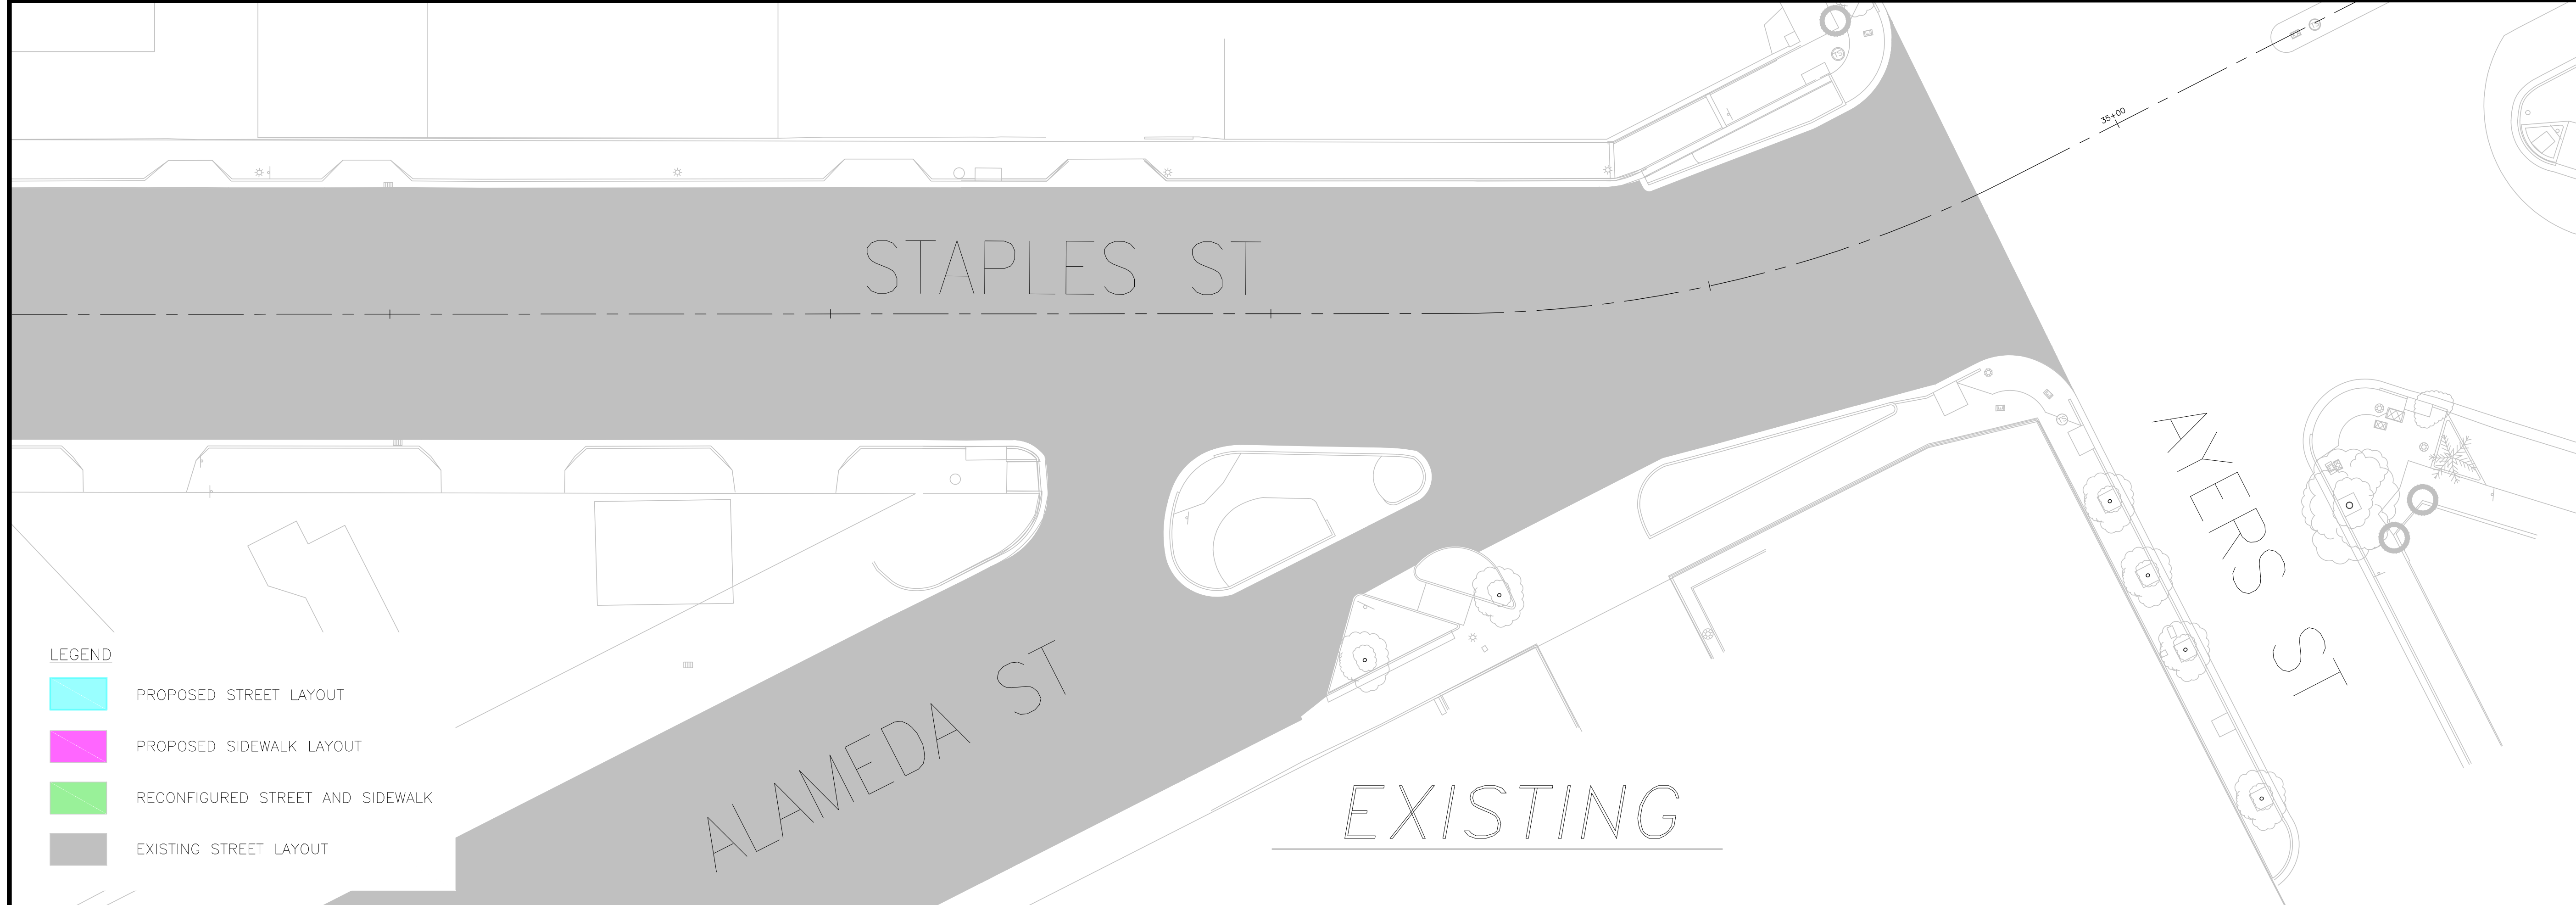 35+00
STAPLES ST
AYERS ST
ALAMEDA ST
LEGEND
PROPOSED STREET LAYOUT
PROPOSED SIDEWALK LAYOUT
RECONFIGURED STREET AND SIDEWALK
EXISTING STREET LAYOUT
EXISTING